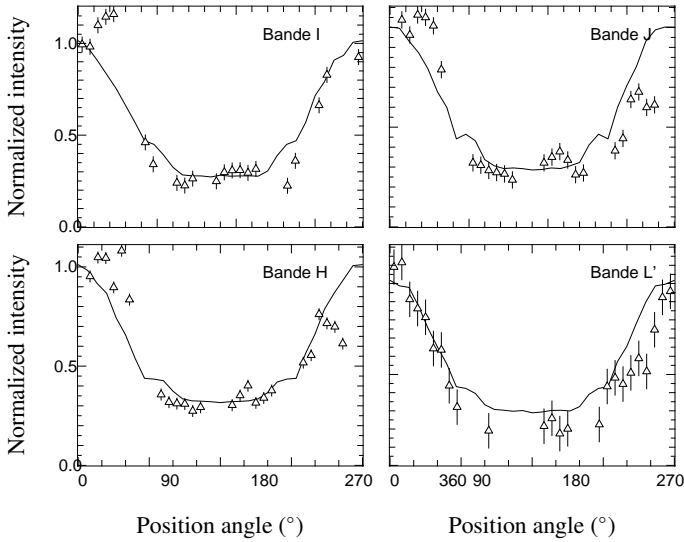 Bande I
Bande J
Normalized intensity
1.0
0.5
0.0
Bande H
Bande L'
Normalized intensity
1.0
0.5
0.0
90 180 270
0 360 90 180 270
Position angle (°)
Position angle (°)